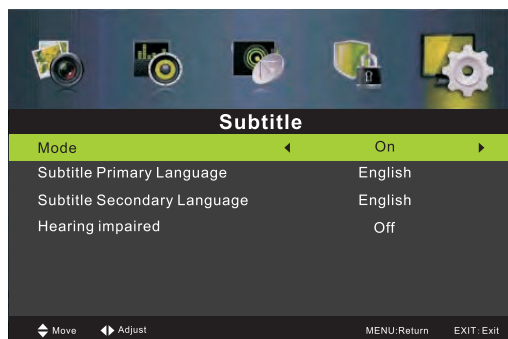 Subtitle
Mode On
Subtitle Primary Language English
Subtitle Secondary Language English
Hearing impaired Off
Move Adjust MENU:Return EXIT:Exit